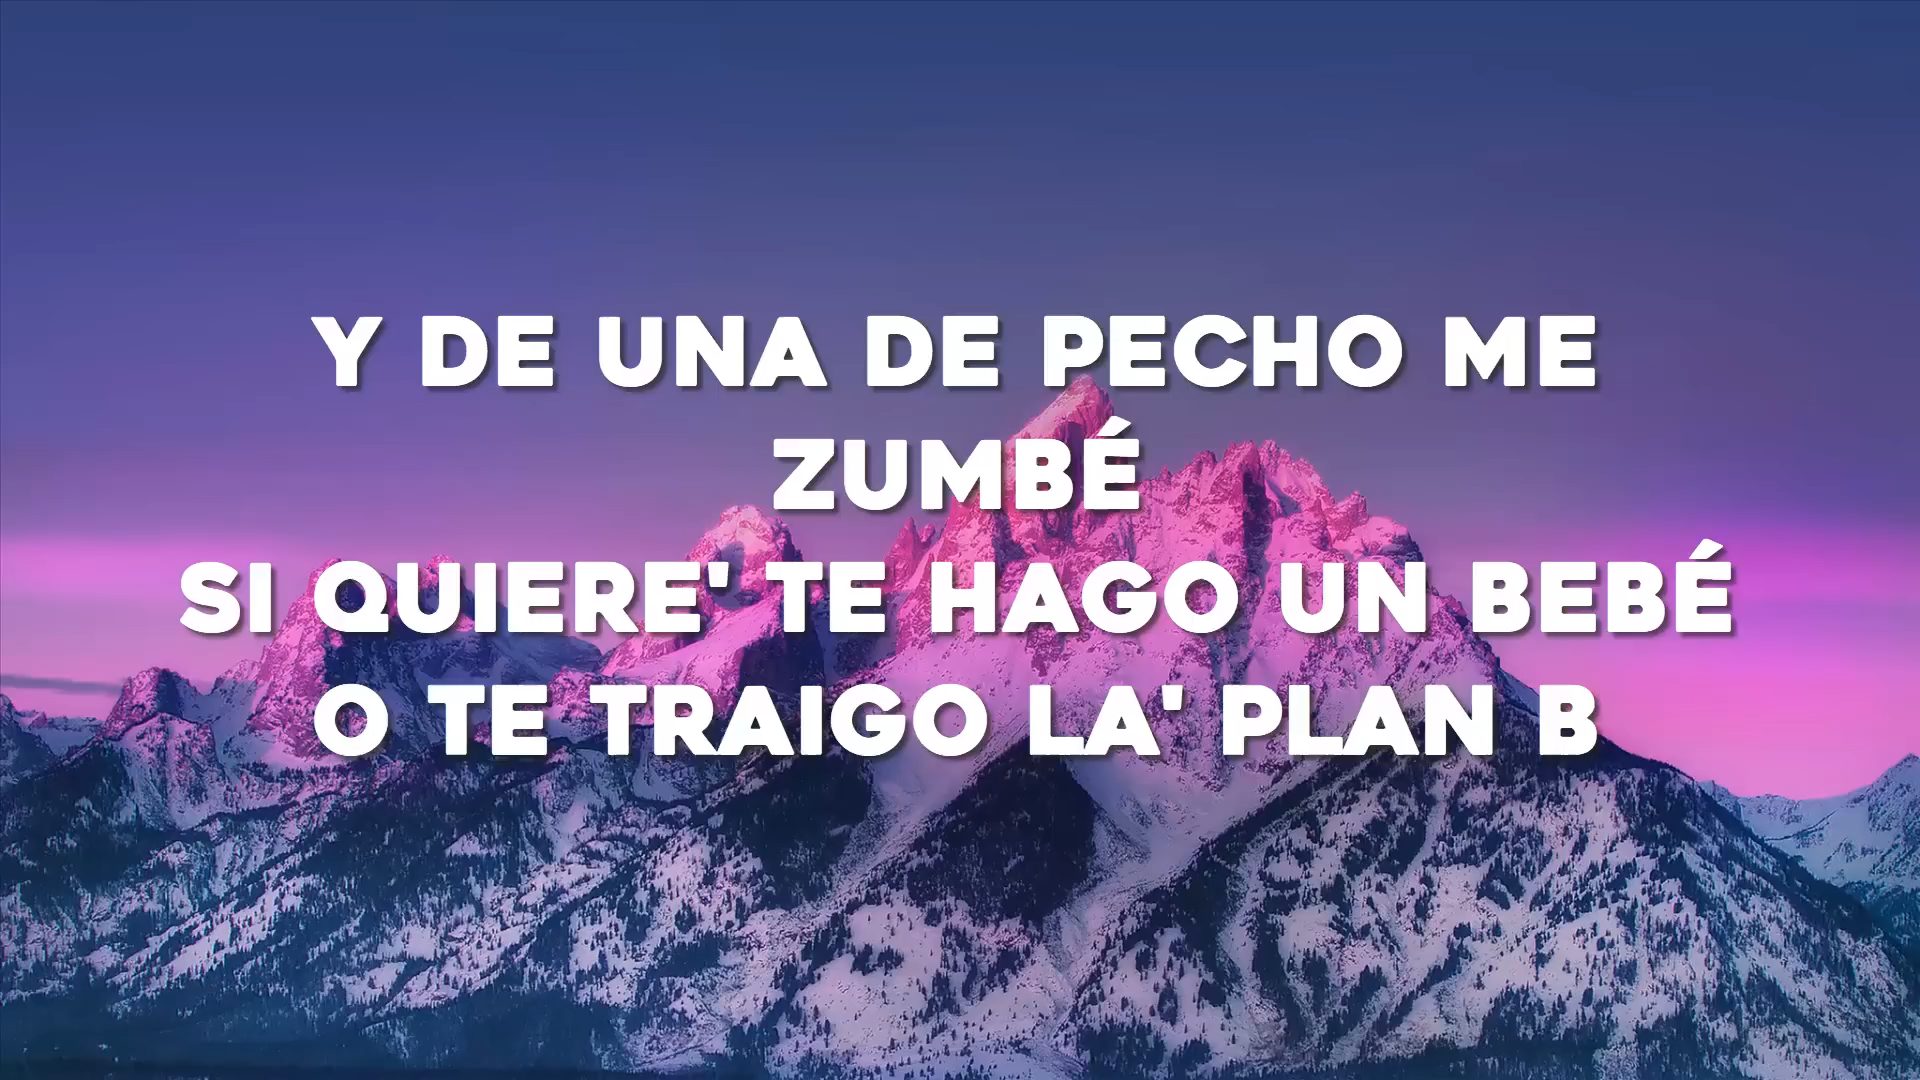 Y DE UNA DE PECHO ME
ZUMBÉ
SI QUIERE' TE HAGO UN BEBÉ
O TE TRAIGO LA' PLAN B